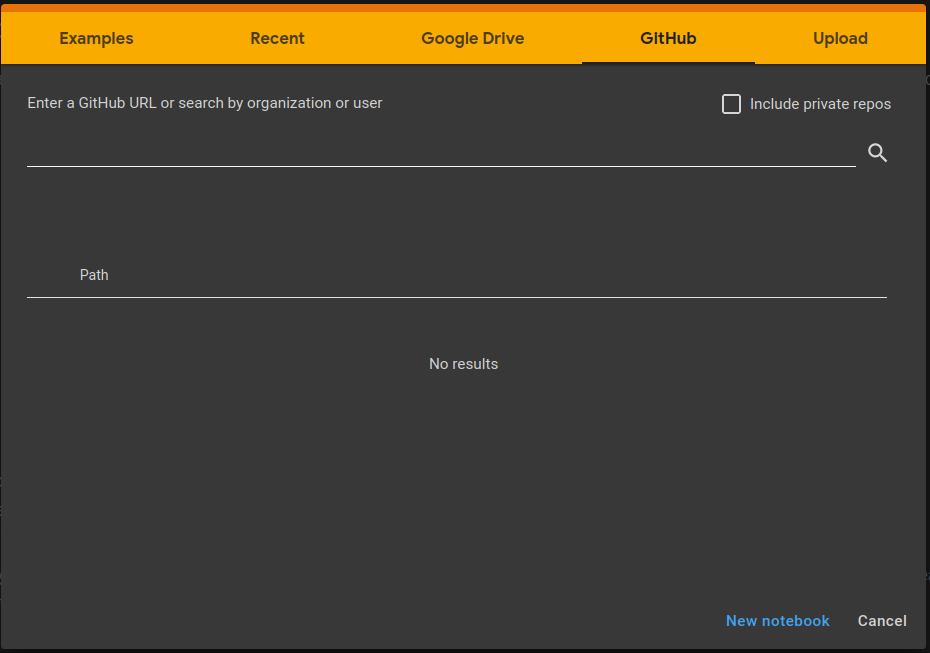 Examples Recent Google Drive GitHub Upload
Enter a GitHub URL or search by organization or user
Include private repos
Path
No results
New notebook Cancel